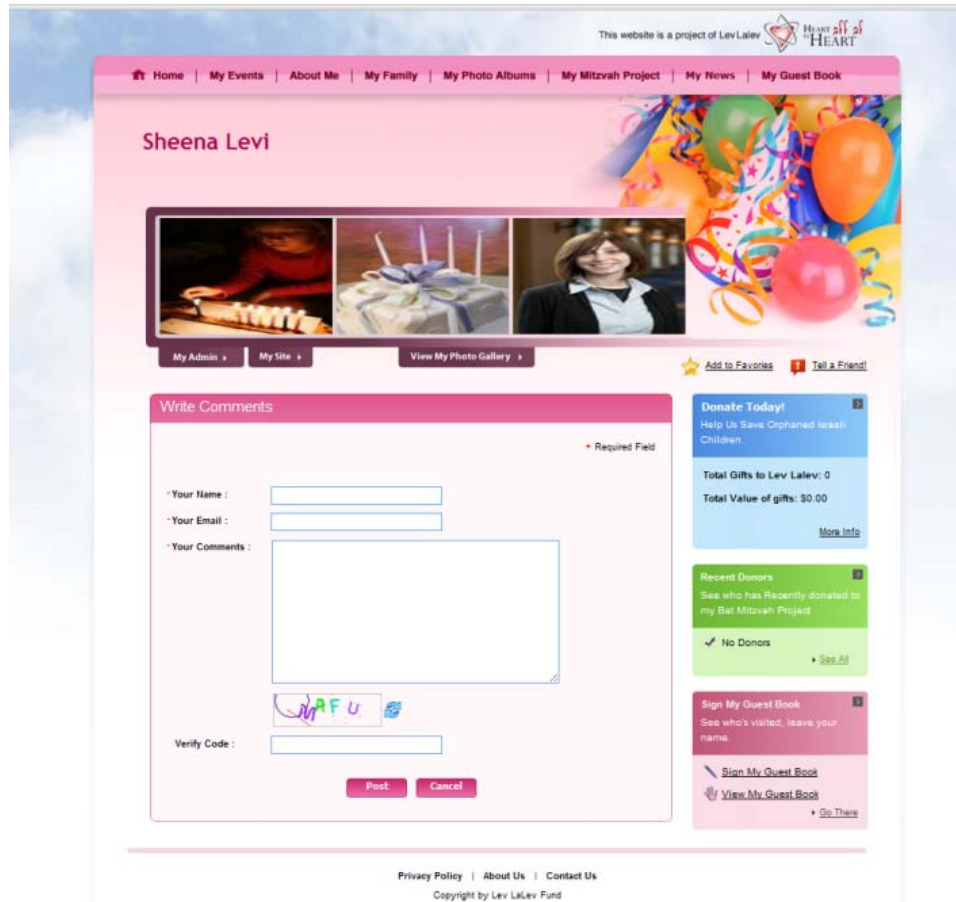 This website is a project of Lev Lalev
HEART TO HEART
Home | My Events | About Me | My Family | My Photo Albums | My Mitzvah Project | My News | My Guest Book
Sheena Levi
My Admin
My Site
View My Photo Gallery
Add to Favories
Tell a Friend!
Write Comments
* Required Field
*Your Name :
*Your Email :
*Your Comments :
Verify Code :
Post
Cancel
Donate Today!
Help Us Save Orphaned Israeli
Children..
Total Gifts to Lev Lalev: 0
Total Value of gifts: $0.00
More Info
Recent Donors
See who has Recently donated to
my Bat Mitzvah Project
No Donors
See All
Sign My Guest Book
See who's visited, leave your
name.
Sign My Guest Book
View My Guest Book
Go There
Privacy Policy | About Us | Contact Us
Copyright by Lev LaLev Fund